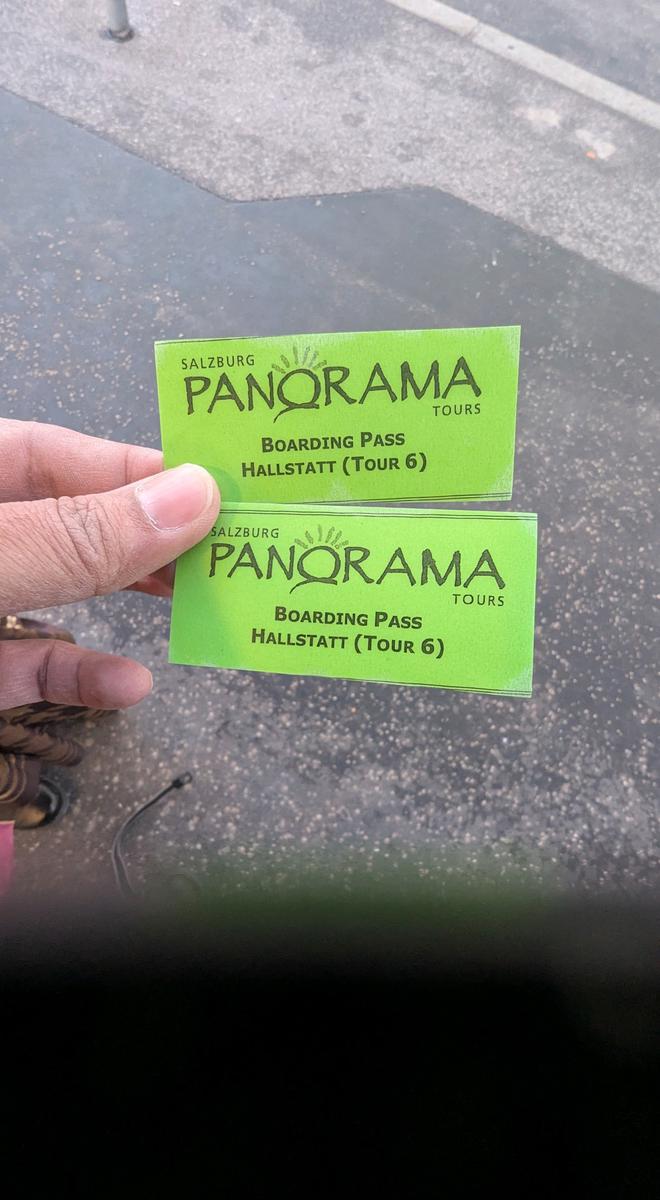 SALZBURG
PANORAMA
TOURS
BOARDING PASS
HALLSTATT (TOUR 6)
SALZBURG
PANORAMA
TOURS
BOARDING PASS
HALLSTATT (TOUR 6)